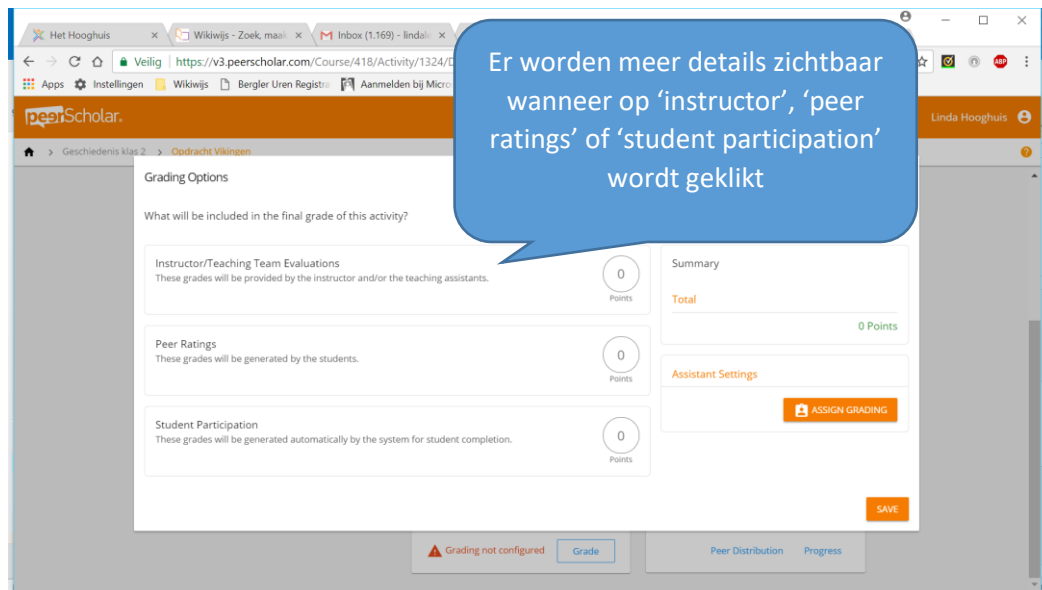 Het Hooghuis × Wikiwijs - Zoek, maak × Inbox (1.169) - lindal ×
Veilig https://v3.peerscholar.com/Course/418/Activity/1324/D
Apps Instellingen Wikiwijs Bergler Uren Registra Aanmelden bij Micro
ABP
peerScholar.
Linda Hooghuis
> Geschiedenis klas 2 > Opdracht Vikingen
Er worden meer details zichtbaar
wanneer op ‘instructor’, ‘peer
ratings’ of ‘student participation’
wordt geklikt
Grading Options
What will be included in the final grade of this activity?
Instructor/Teaching Team Evaluations
These grades will be provided by the instructor and/or the teaching assistants.
0
Points
Peer Ratings
These grades will be generated by the students.
0
Points
Student Participation
These grades will be generated automatically by the system for student completion.
0
Points
Summary
Total
0 Points
Assistant Settings
ASSIGN GRADING
SAVE
Grading not configured Grade
Peer Distribution Progress